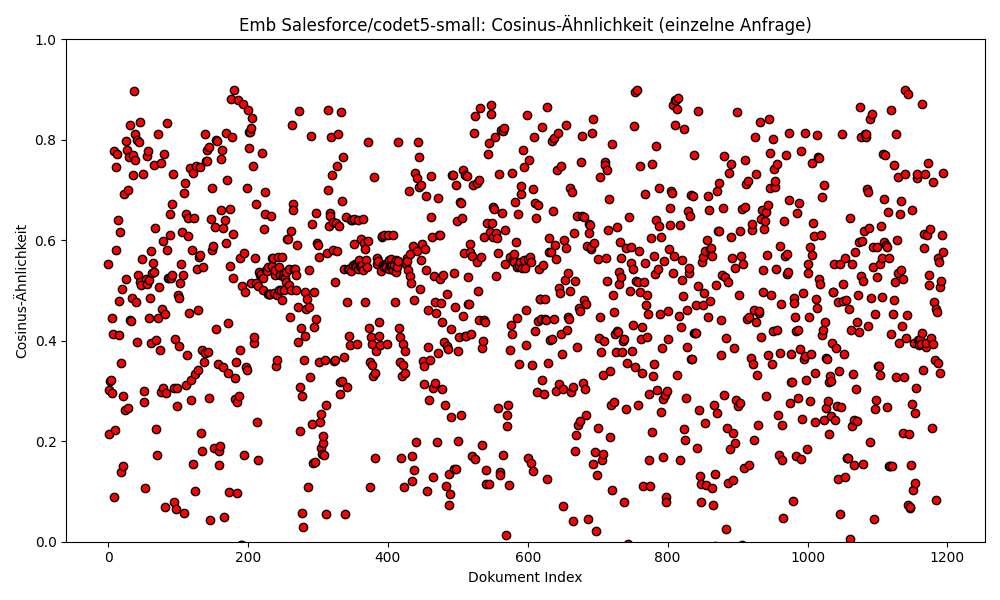 Emb Salesforce/codet5-small: Cosinus-Ähnlichkeit (einzelne Anfrage)
1.0
0.8
0.6
0.4
0.2
0.0
Cosinus-Ähnlichkeit
0 200 400 600 800 1000 1200
Dokument Index